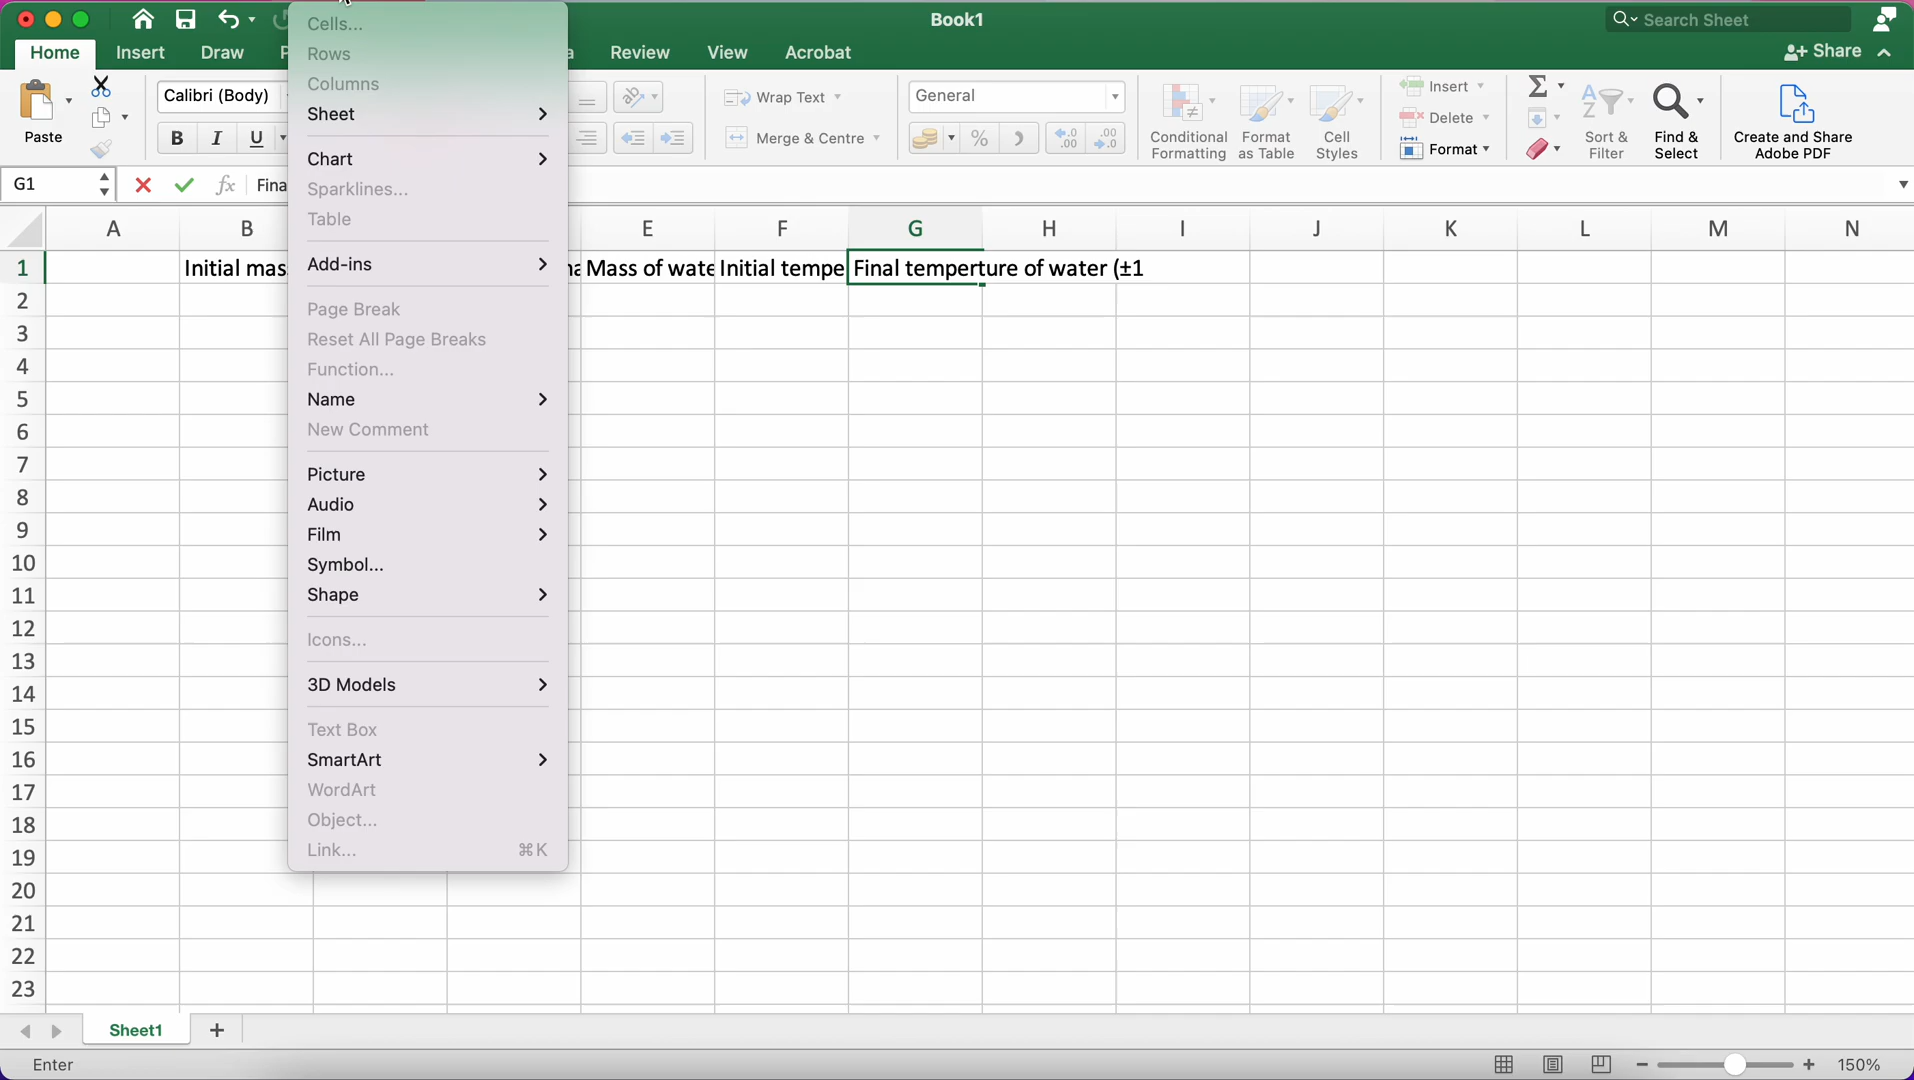 Book1
Search Sheet
Home
Insert
Draw
P
a
Review
View
Acrobat
Share
Paste
Calibri (Body)
B
I
U
Wrap Text
Merge & Centre
General
%
Conditional
Formatting
Format
as Table
Cell
Styles
Insert
Delete
Format
Sort &
Filter
Find &
Select
Create and Share
Adobe PDF
G1
fx
Fina
Cells...
Rows
Columns
Sheet
Chart
Sparklines...
Table
Add-ins
Page Break
Reset All Page Breaks
Function...
Name
New Comment
Picture
Audio
Film
Symbol...
Shape
Icons...
3D Models
Text Box
SmartArt
WordArt
Object...
Link... ⌘K
A B E F G H I J K L M N
1 Initial mas Mass of wate Initial tempe Final temperture of water (±1
2
3
4
5
6
7
8
9
10
11
12
13
14
15
16
17
18
19
20
21
22
23
Sheet1
Enter
150%